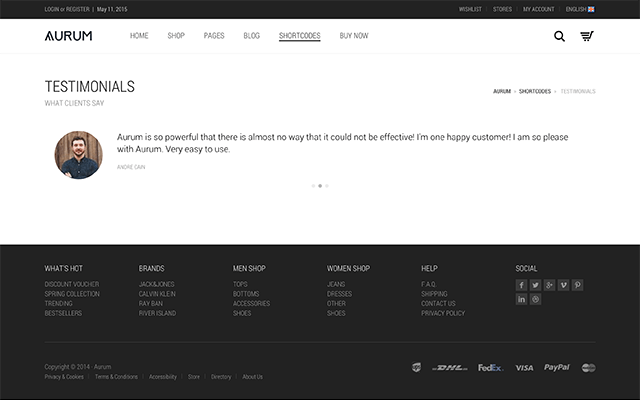 LOGIN or REGISTER | May 11, 2015
WISHLIST | STORES | MY ACCOUNT | ENGLISH
AURUM
HOME SHOP PAGES BLOG SHORTCODES BUY NOW
TESTIMONIALS
WHAT CLIENTS SAY
AURUM » SHORTCODES » TESTIMONIALS
Aurum is so powerful that there is almost no way that it could not be effective! I'm one happy customer! I am so please
with Aurum. Very easy to use.
ANDRE CAIN
WHAT'S HOT
DISCOUNT VOUCHER
SPRING COLLECTION
TRENDING
BESTSELLERS
BRANDS
JACK&JONES
CALVIN KLEIN
RAY BAN
RIVER ISLAND
MEN SHOP
TOPS
BOTTOMS
ACCESSORIES
SHOES
WOMEN SHOP
JEANS
DRESSES
OTHER
SHOES
HELP
F.A.Q.
SHIPPING
CONTACT US
PRIVACY POLICY
SOCIAL
Copyright © 2014 · Aurum
Privacy & Cookies | Terms & Conditions | Accessibility | Store | Directory | About Us
ups DHL FedEx VISA PayPal